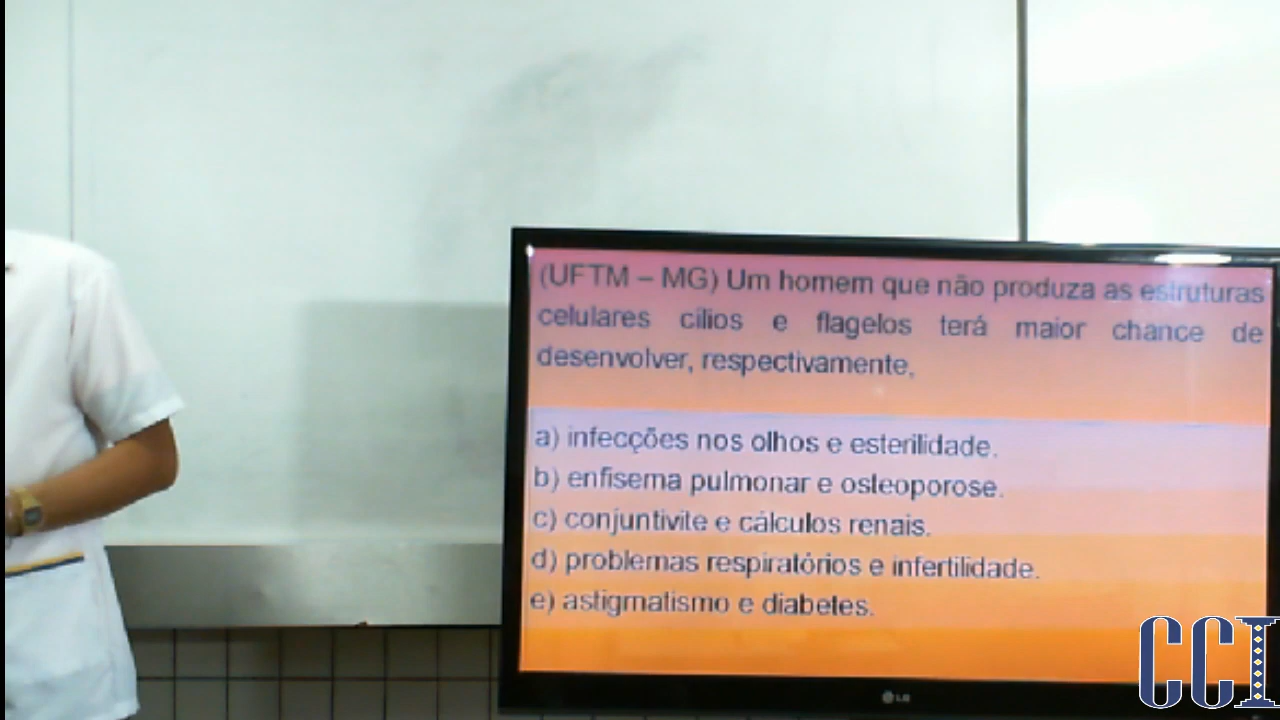 (UFTM – MG) Um homem que não produza as estruturas
celulares cílios e flagelos terá maior chance de
desenvolver, respectivamente,
a) infecções nos olhos e esterilidade.
b) enfisema pulmonar e osteoporose.
c) conjuntivite e cálculos renais.
d) problemas respiratórios e infertilidade.
e) astigmatismo e diabetes.
LG
CCI